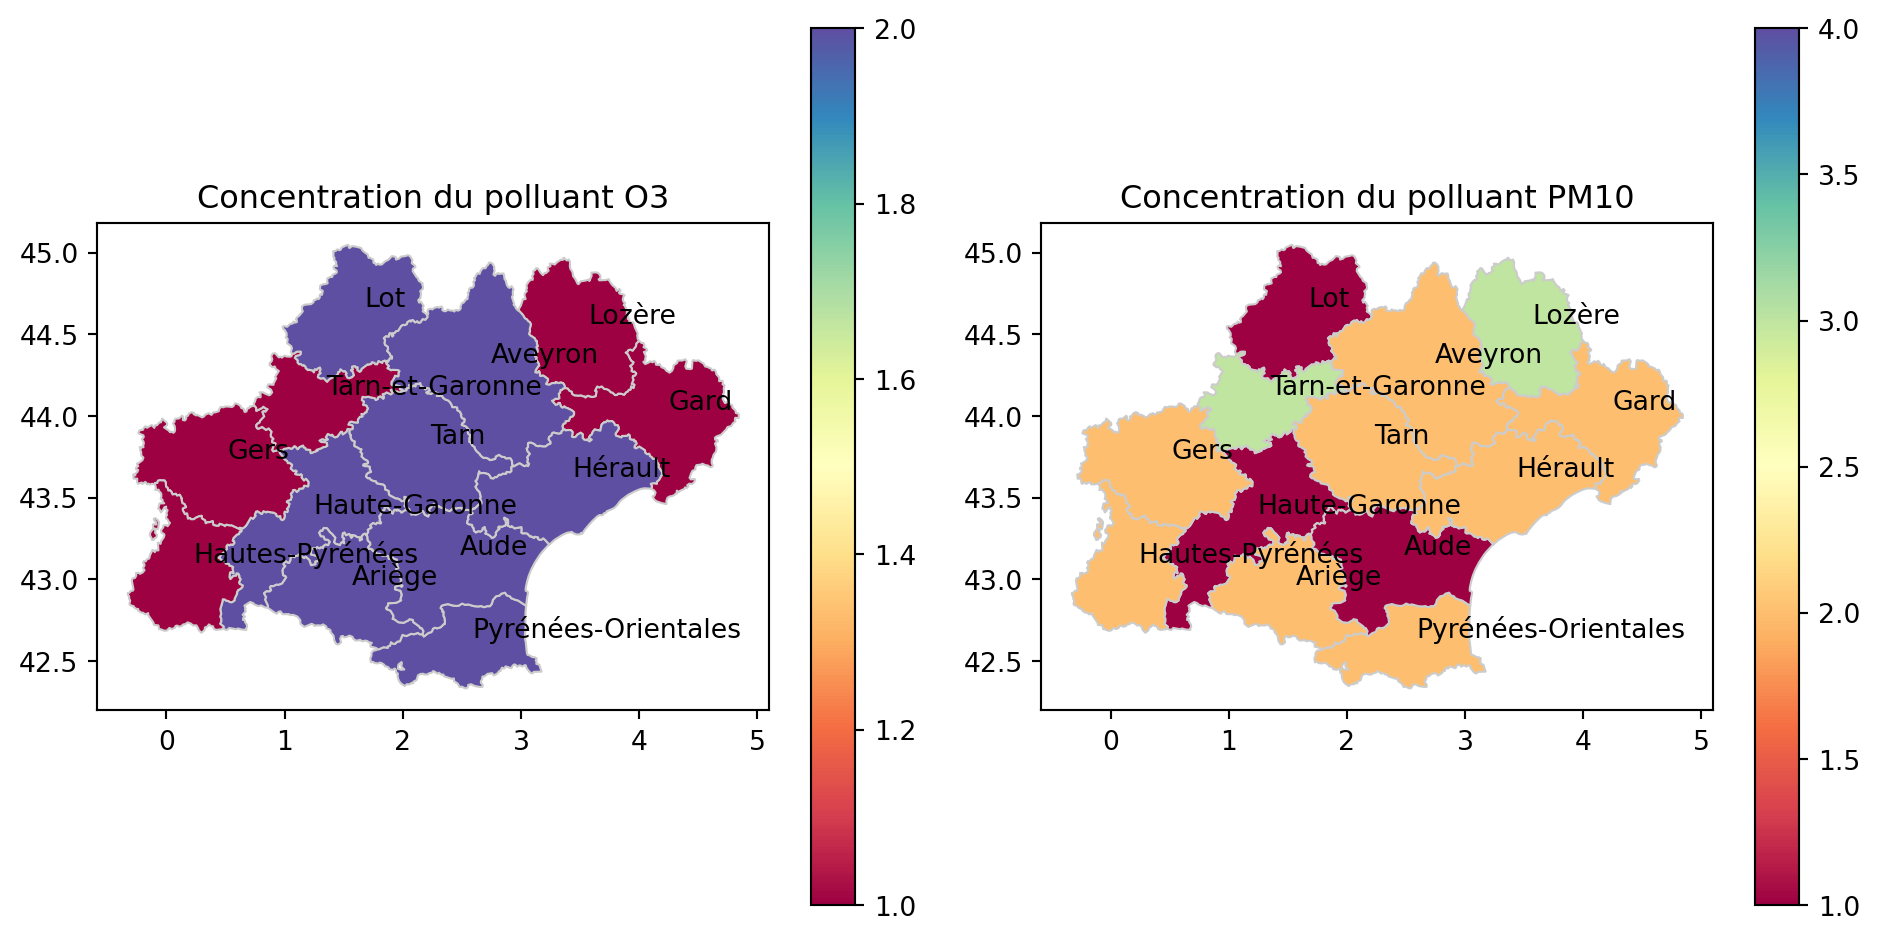 Concentration du polluant O3
45.0
44.5
44.0
43.5
43.0
42.5
0 1 2 3 4 5
Lot
Lozère
Aveyron
Tarn-et-Garonne
Gard
Tarn
Gers
Hérault
Haute-Garonne
Aude
Hautes-Pyrénées
Ariège
Pyrénées-Orientales
2.0
1.8
1.6
1.4
1.2
1.0
Concentration du polluant PM10
45.0
44.5
44.0
43.5
43.0
42.5
0 1 2 3 4 5
Lot
Lozère
Aveyron
Tarn-et-Garonne
Gard
Tarn
Gers
Hérault
Haute-Garonne
Aude
Hautes-Pyrénées
Ariège
Pyrénées-Orientales
4.0
3.5
3.0
2.5
2.0
1.5
1.0